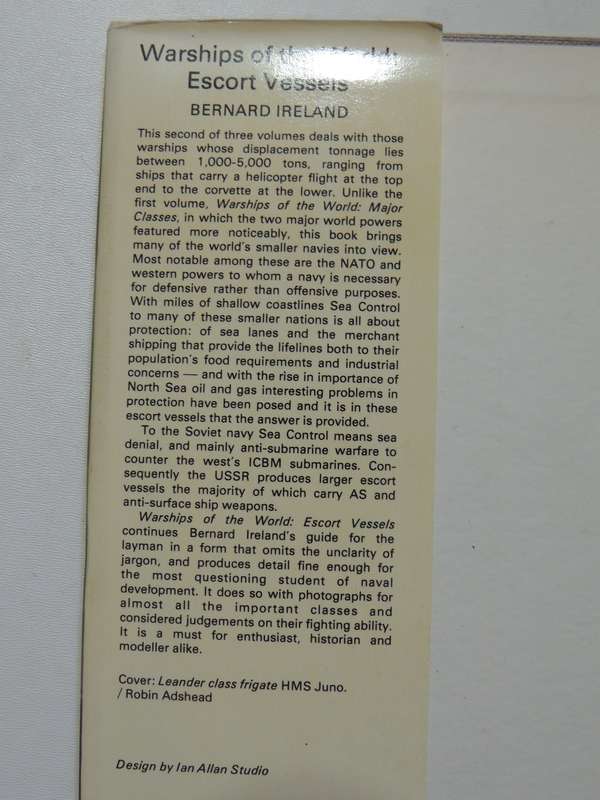 Warships of the World:
Escort Vessels
BERNARD IRELAND
This second of three volumes deals with those
warships whose displacement tonnage lies
between 1,000-5,000 tons, ranging from
ships that carry a helicopter flight at the top
end to the corvette at the lower. Unlike the
first volume, Warships of the World: Major
Classes, in which the two major world powers
featured more noticeably, this book brings
many of the world's smaller navies into view.
Most notable among these are the NATO and
western powers to whom a navy is necessary
for defensive rather than offensive purposes.
With miles of shallow coastlines Sea Control
to many of these smaller nations is all about
protection: of sea lanes and the merchant
shipping that provide the lifelines both to their
population's food requirements and industrial
concerns — and with the rise in importance of
North Sea oil and gas interesting problems in
protection have been posed and it is in these
escort vessels that the answer is provided.
To the Soviet navy Sea Control means sea
denial, and mainly anti-submarine warfare to
counter the west's ICBM submarines. Con-
sequently the USSR produces larger escort
vessels the majority of which carry AS and
anti-surface ship weapons.
Warships of the World: Escort Vessels
continues Bernard Ireland's guide for the
layman in a form that omits the unclarity of
jargon, and produces detail fine enough for
the most questioning student of naval
development. It does so with photographs for
almost all the important classes and
considered judgements on their fighting ability.
It is a must for enthusiast, historian and
modeller alike.
Cover: Leander class frigate HMS Juno.
/ Robin Adshead
Design by Ian Allan Studio